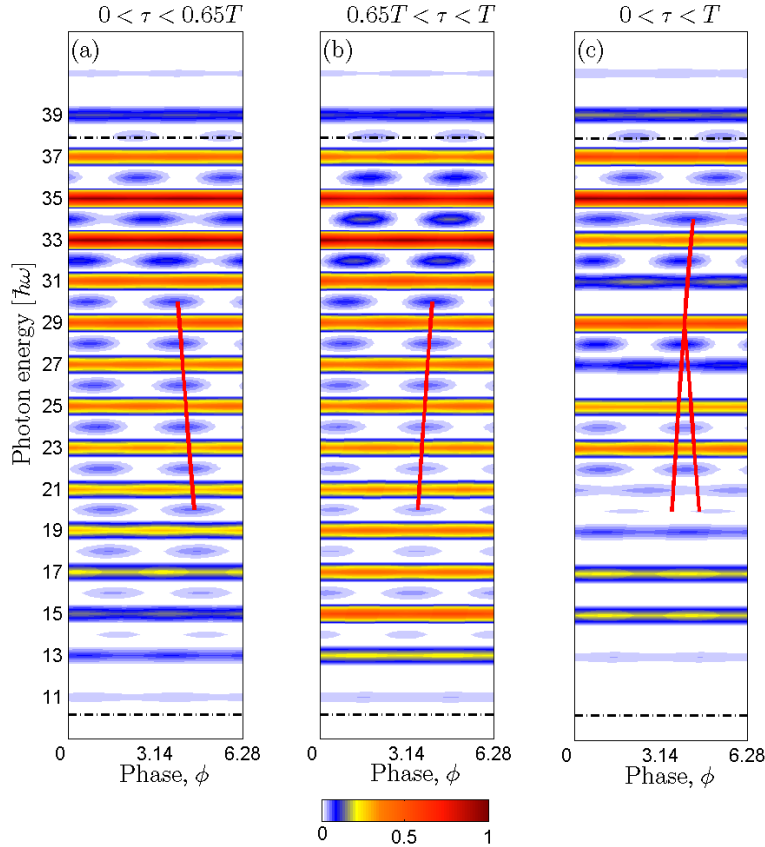 0 < τ < 0.65T
0.65T < τ < T
0 < τ < T
(a)
(b)
(c)
Photon energy [ℏω]
39
37
35
33
31
29
27
25
23
21
19
17
15
13
11
0 3.14 6.28
0 3.14 6.28
0 3.14 6.28
Phase, ϕ
Phase, ϕ
Phase, ϕ
0 0.5 1